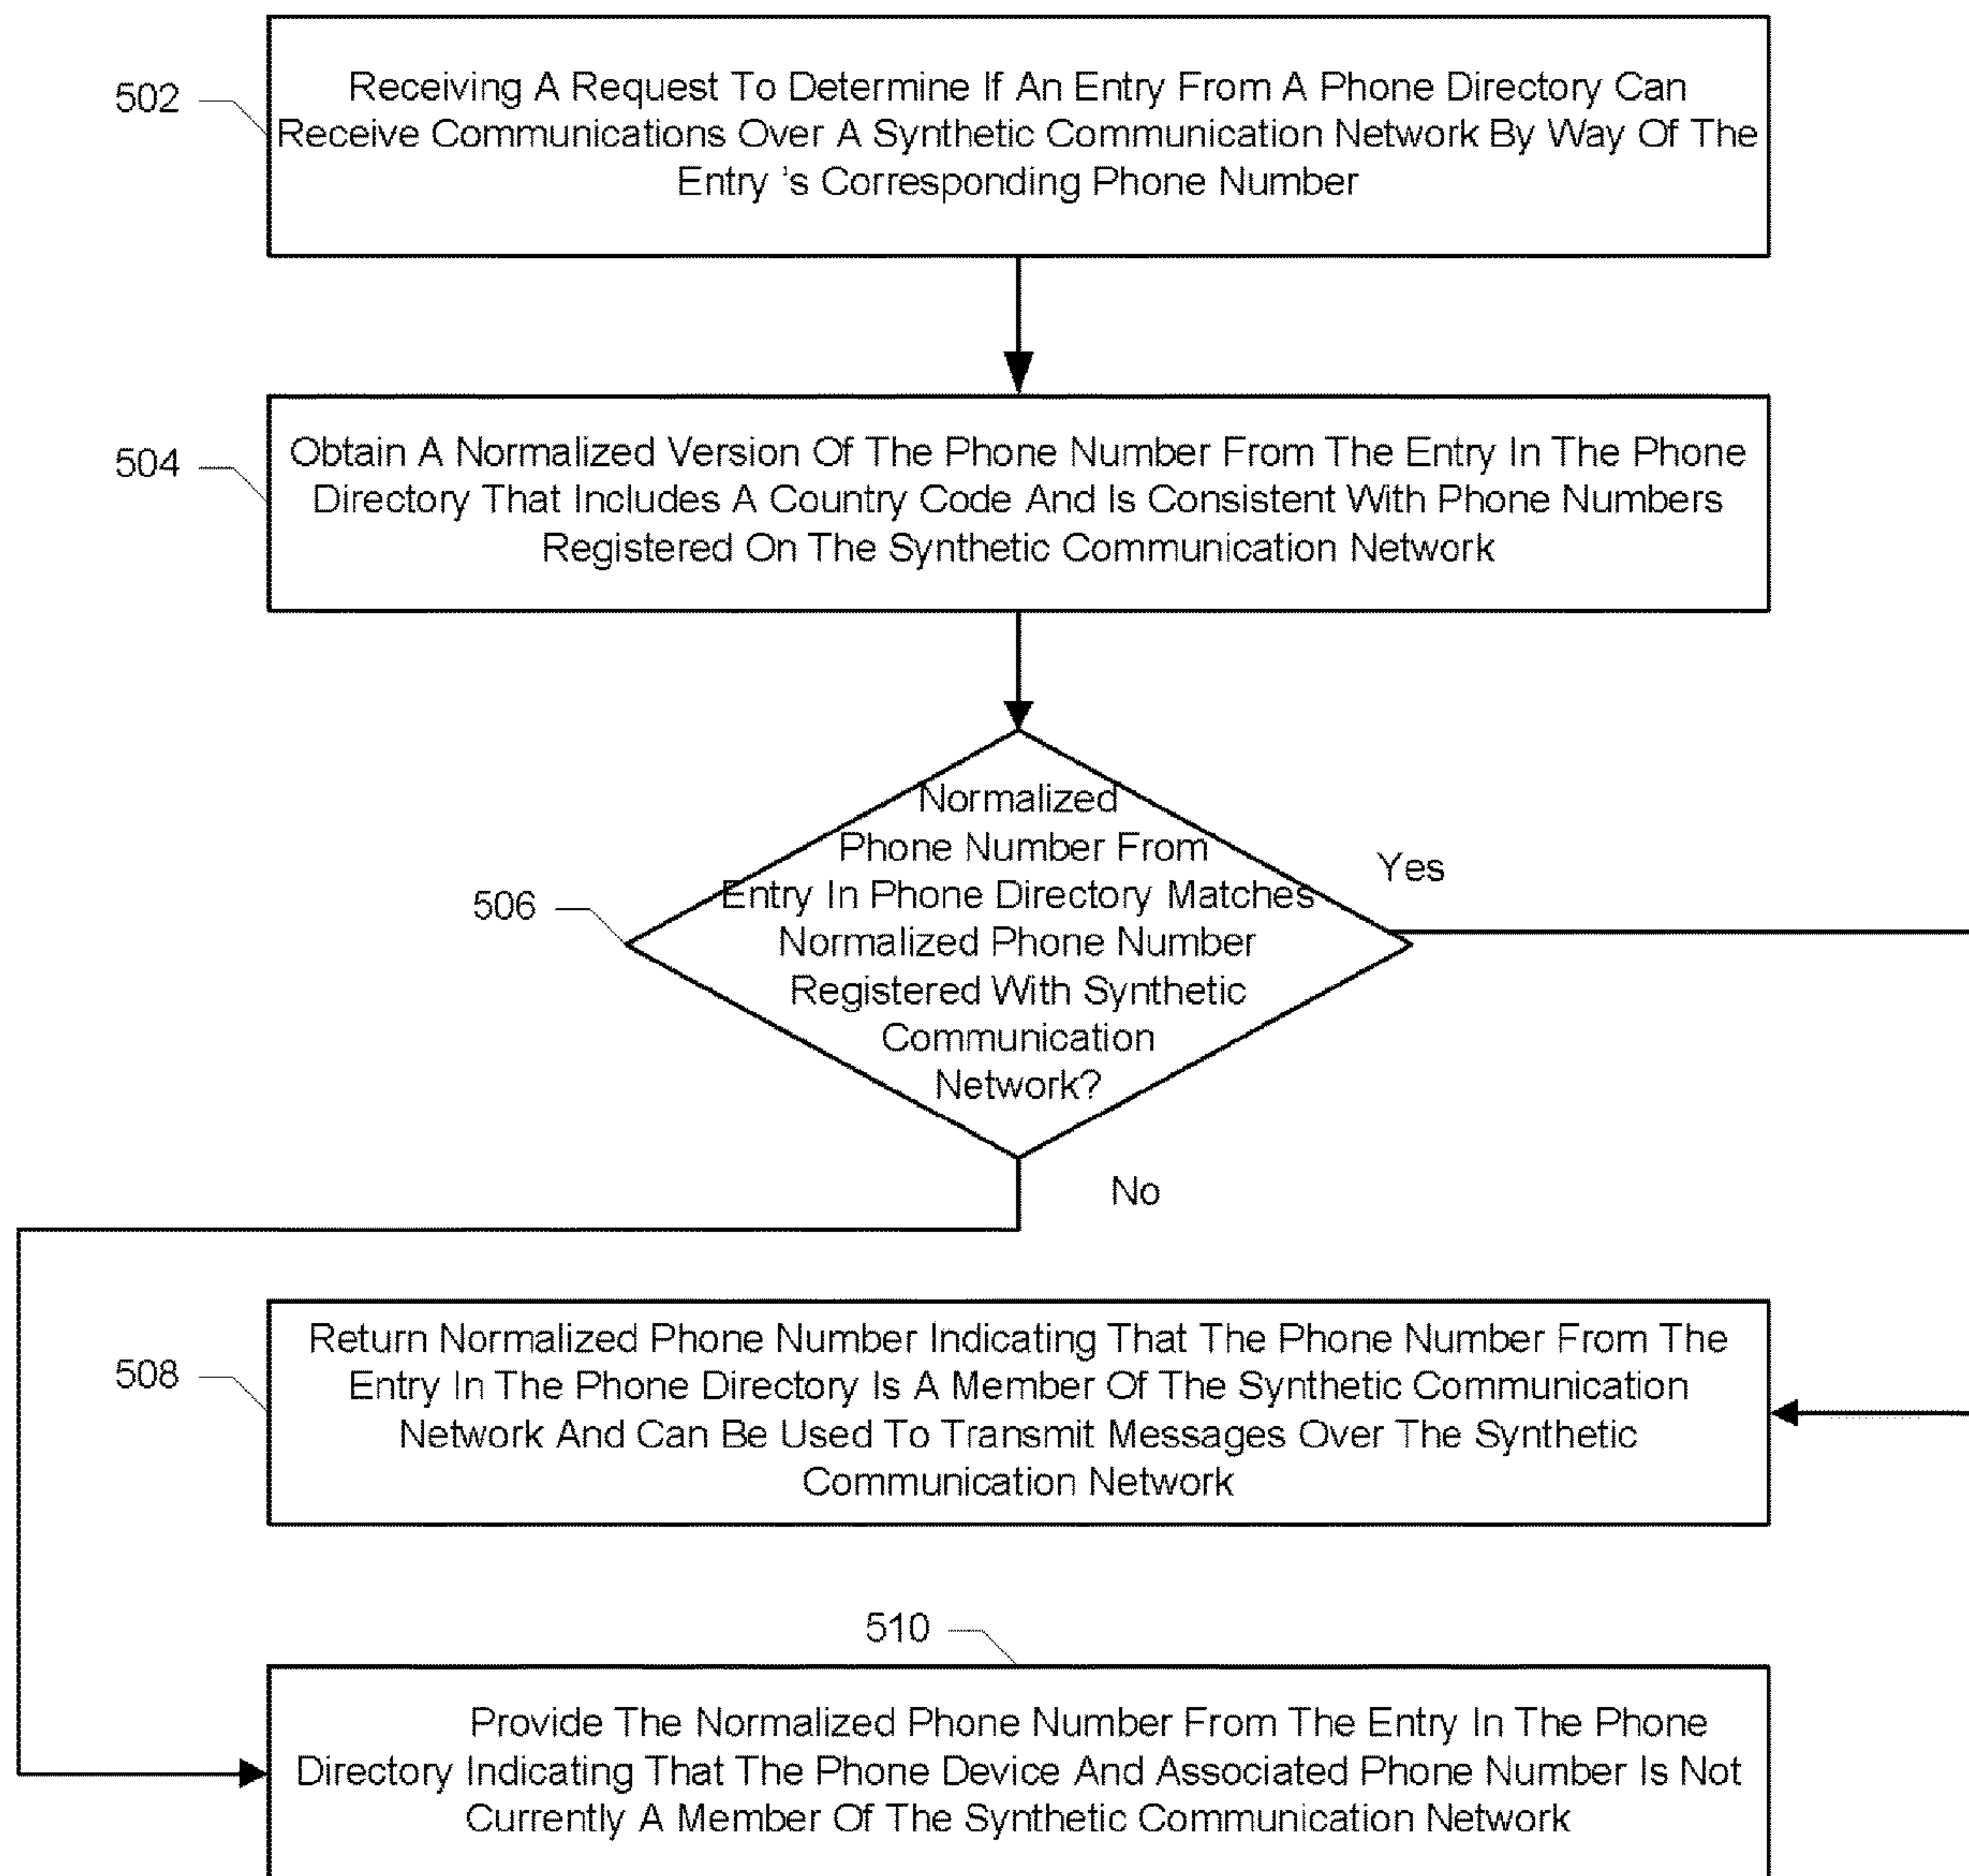 502
Receiving A Request To Determine If An Entry From A Phone Directory Can
Receive Communications Over A Synthetic Communication Network By Way Of The
Entry 's Corresponding Phone Number
504
Obtain A Normalized Version Of The Phone Number From The Entry In The Phone
Directory That Includes A Country Code And Is Consistent With Phone Numbers
Registered On The Synthetic Communication Network
506
Normalized
Phone Number From
Entry In Phone Directory Matches
Normalized Phone Number
Registered With Synthetic
Communication
Network?
Yes
No
508
Return Normalized Phone Number Indicating That The Phone Number From The
Entry In The Phone Directory Is A Member Of The Synthetic Communication
Network And Can Be Used To Transmit Messages Over The Synthetic
Communication Network
510
Provide The Normalized Phone Number From The Entry In The Phone
Directory Indicating That The Phone Device And Associated Phone Number Is Not
Currently A Member Of The Synthetic Communication Network